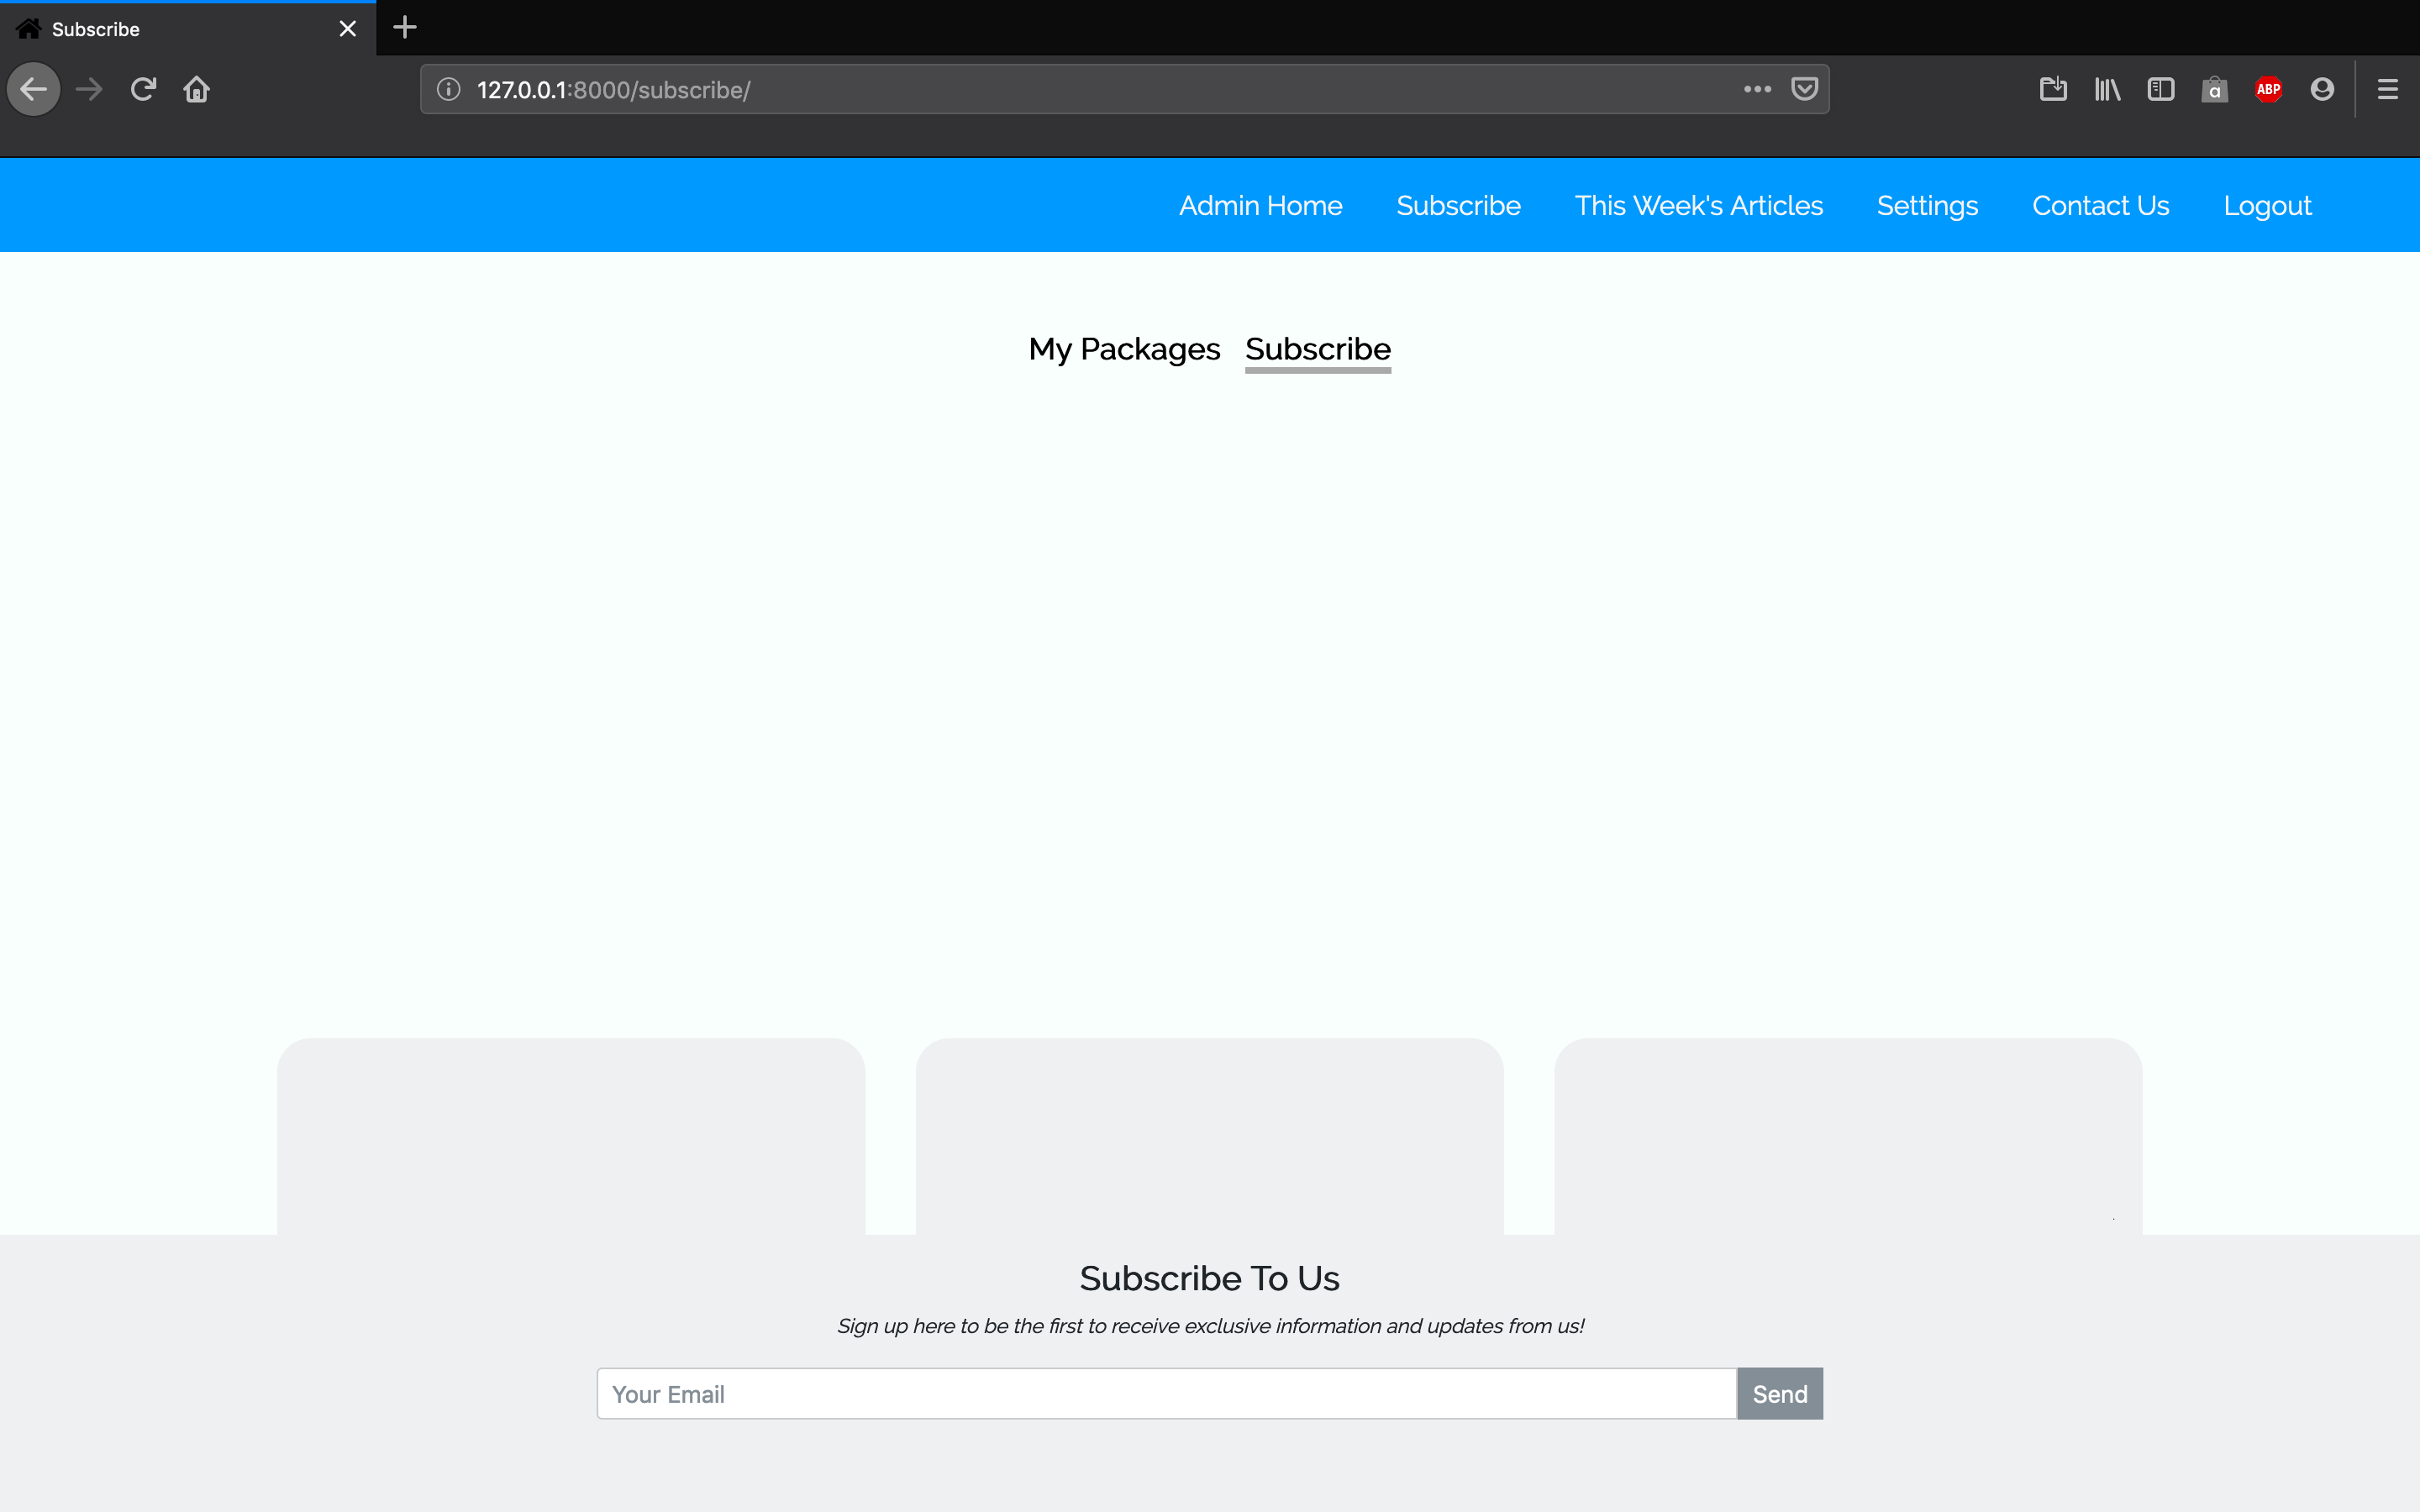 Subscribe
127.0.0.1:8000/subscribe/
a
ABP
Admin Home Subscribe This Week's Articles Settings Contact Us Logout
My Packages Subscribe
Subscribe To Us
Sign up here to be the first to receive exclusive information and updates from us!
Your Email Send